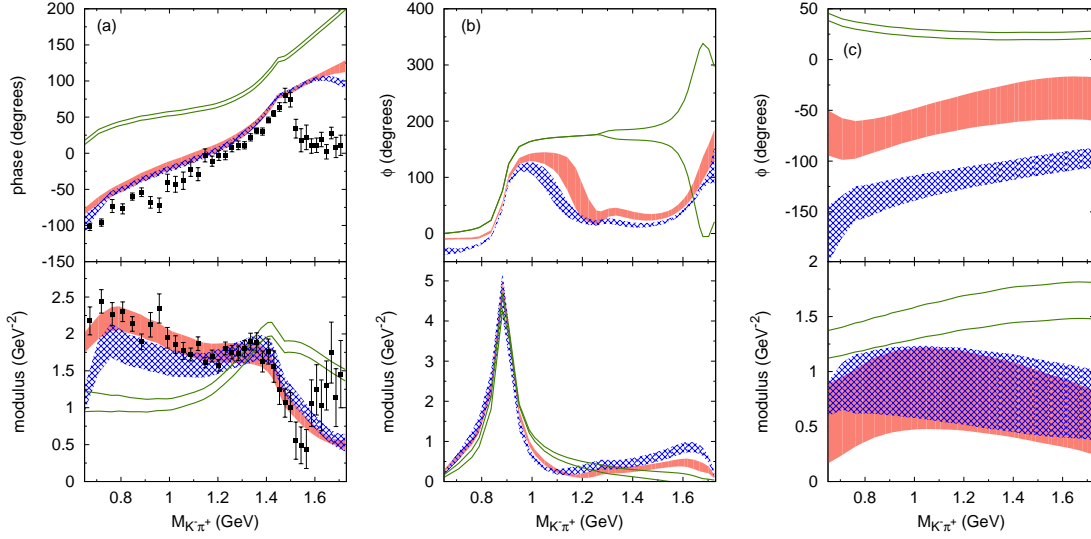 (a)
phase (degrees)
200
150
100
50
0
-50
-100
-150
modulus (GeV⁻²)
2.5
2
1.5
1
0.5
0
0.8 1 1.2 1.4 1.6
M_K⁻π⁺ (GeV)
(b)
ϕ (degrees)
400
300
200
100
0
modulus (GeV⁻²)
5
4
3
2
1
0
0.8 1 1.2 1.4 1.6
M_K⁻π⁺ (GeV)
(c)
ϕ (degrees)
50
0
-50
-100
-150
modulus (GeV⁻²)
2
1.5
1
0.5
0
0.8 1 1.2 1.4 1.6
M_K⁻π⁺ (GeV)